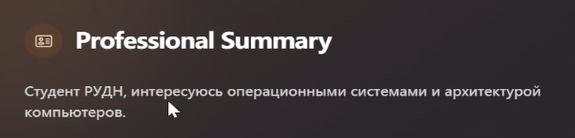 Professional Summary
Студент РУДН, интересуюсь операционными системами и архитектурой
компьютеров.